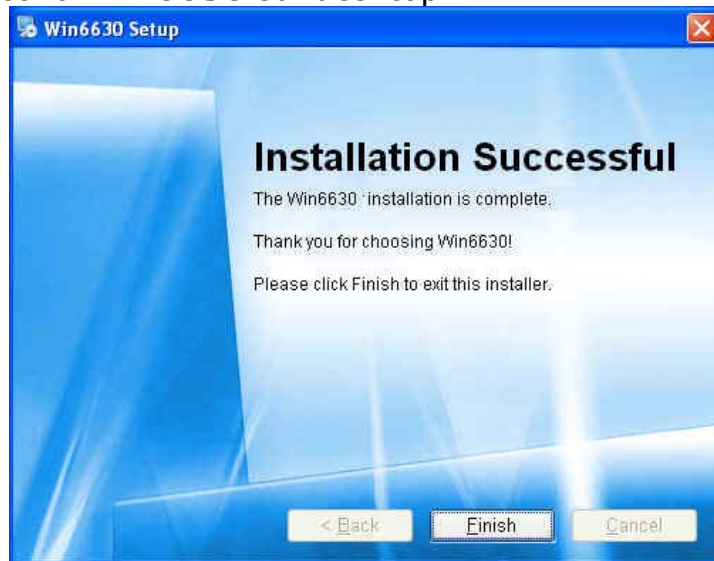 Win6630 Setup
Installation Successful
The Win6630 installation is complete.
Thank you for choosing Win6630!
Please click Finish to exit this installer.
< Back Finish Cancel